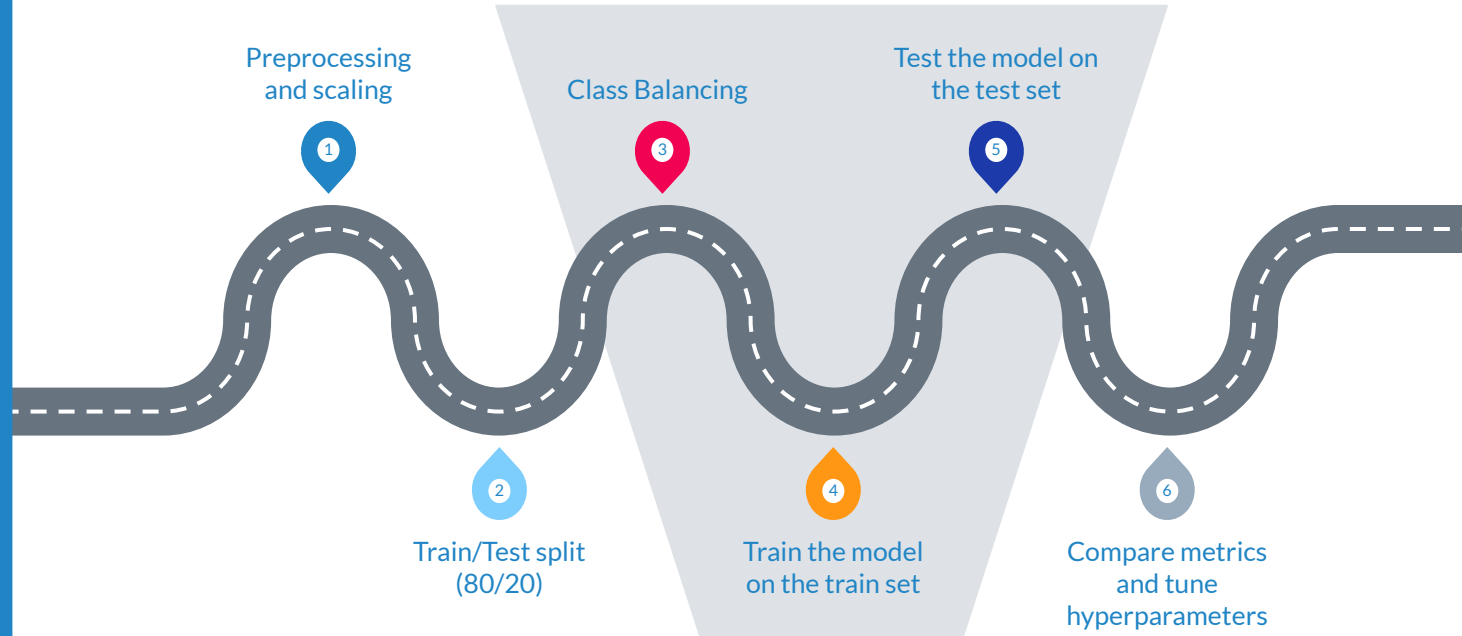 Preprocessing
and scaling
1
2
Train/Test split
(80/20)
Class Balancing
3
4
Train the model
on the train set
Test the model on
the test set
5
6
Compare metrics
and tune
hyperparameters